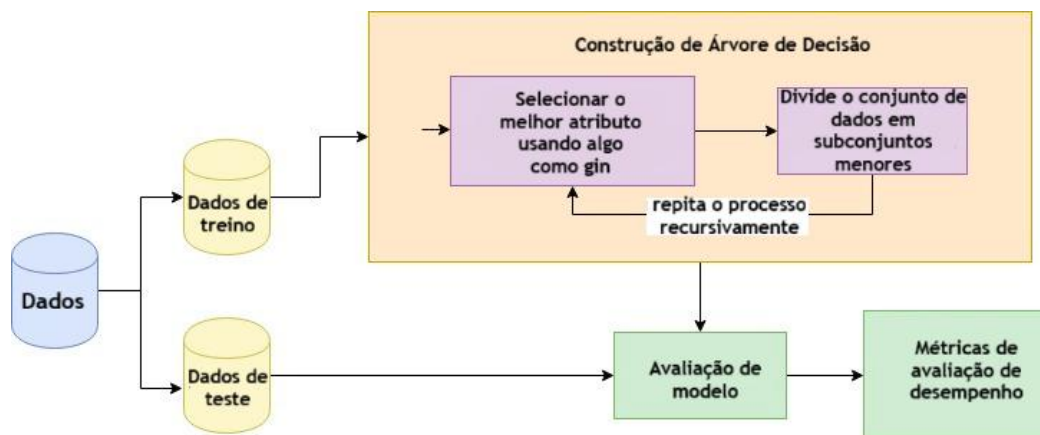 Construção de Árvore de Decisão
Selecionar o
melhor atributo
usando algo
como gin
Divide o conjunto de
dados em
subconjuntos
menores
repita o processo
recursivamente
Dados de
treino
Dados
Dados de
teste
Avaliação de
modelo
Métricas de
avaliação de
desempenho